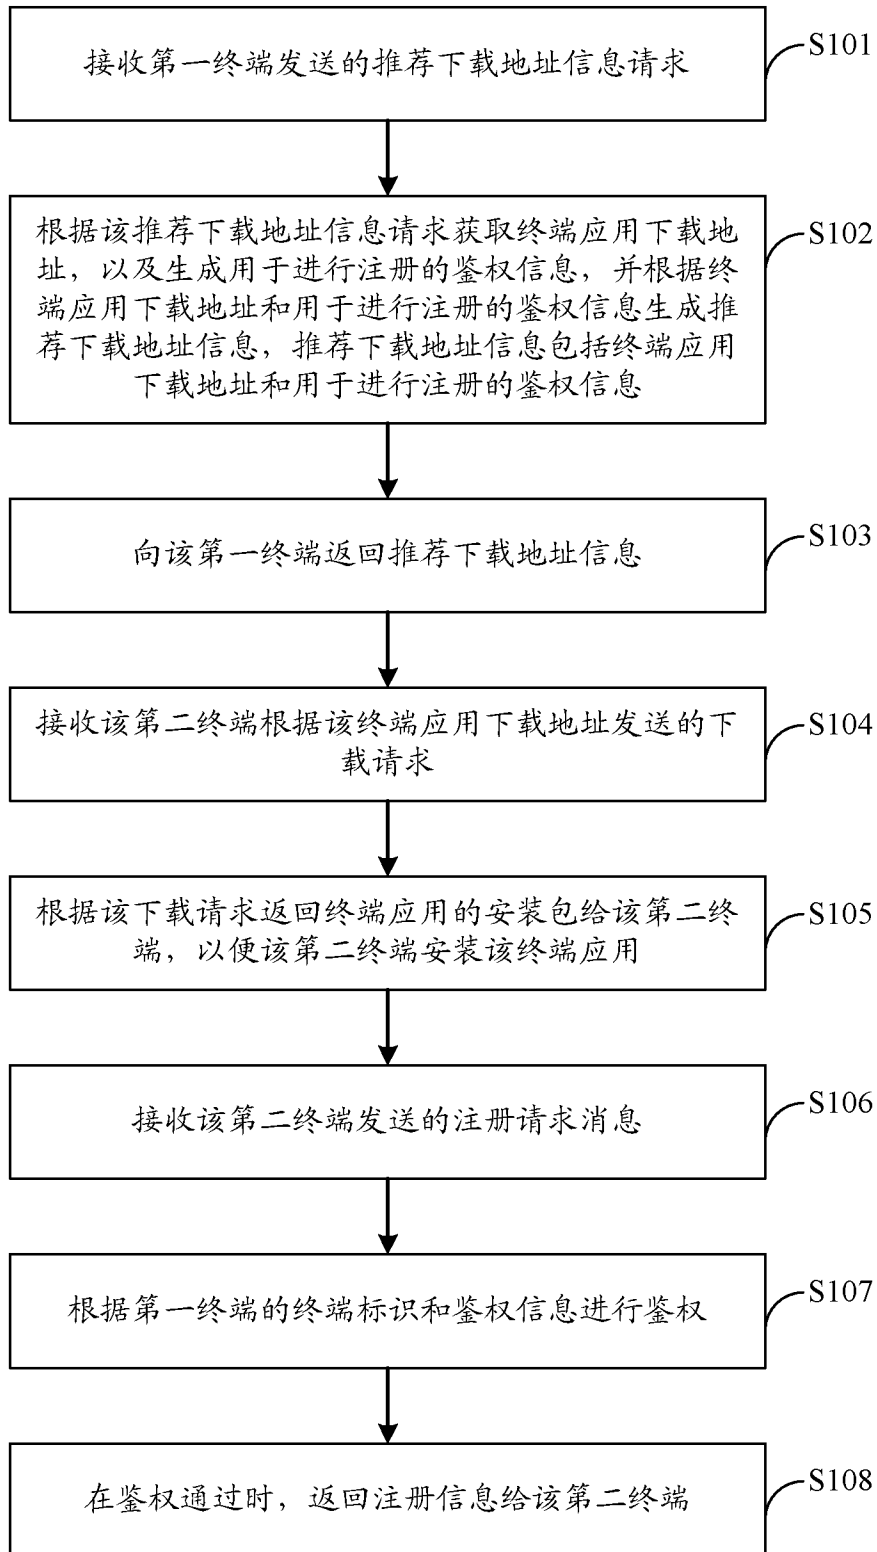 接收第一终端发送的推荐下载地址信息请求
S101
根据该推荐下载地址信息请求获取终端应用下载地
址，以及生成用于进行注册的鉴权信息，并根据终
端应用下载地址和用于进行注册的鉴权信息生成推
荐下载地址信息，推荐下载地址信息包括终端应用
下载地址和用于进行注册的鉴权信息
S102
向该第一终端返回推荐下载地址信息
S103
接收该第二终端根据该终端应用下载地址发送的下
载请求
S104
根据该下载请求返回终端应用的安装包给该第二终
端，以便该第二终端安装该终端应用
S105
接收该第二终端发送的注册请求消息
S106
根据第一终端的终端标识和鉴权信息进行鉴权
S107
在鉴权通过时，返回注册信息给该第二终端
S108